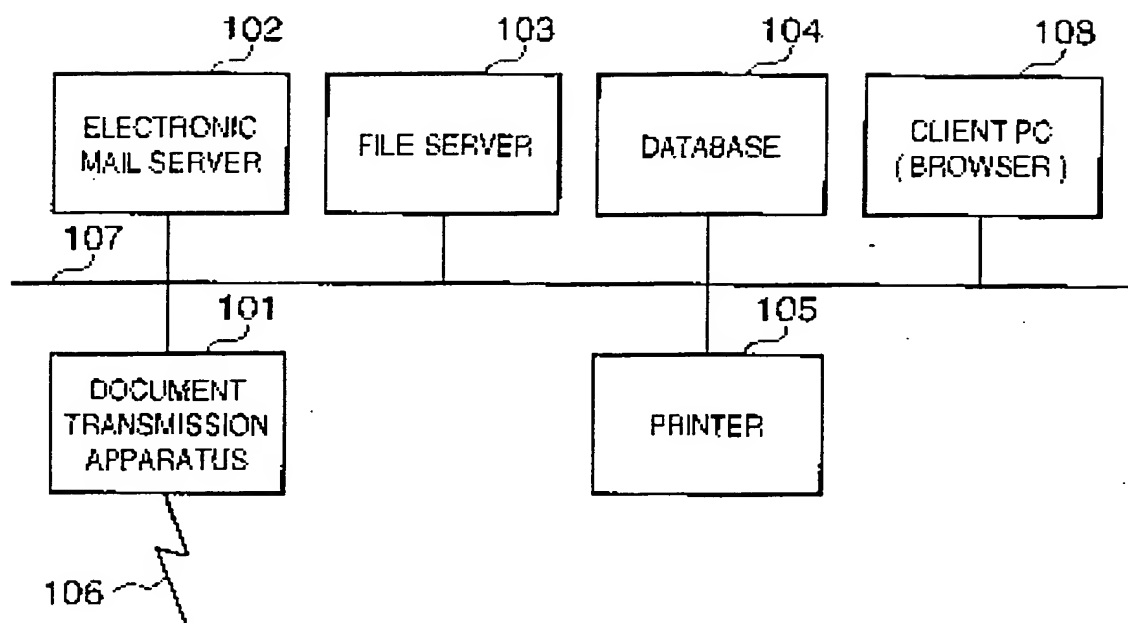 102
103
104
108
ELECTRONIC
MAIL SERVER
FILE SERVER
DATABASE
CLIENT PC
( BROWSER )
107
101
105
DOCUMENT
TRANSMISSION
APPARATUS
PRINTER
106